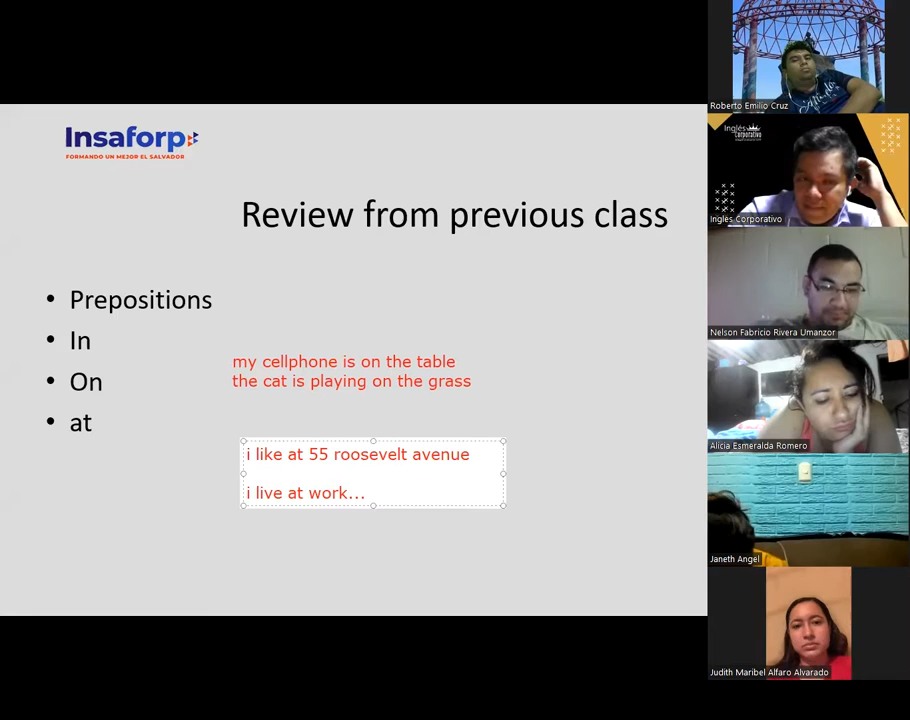 Insaforp
FORMANDO UN MEJOR EL SALVADOR
Review from previous class
• Prepositions
• In
• On
• at
my cellphone is on the table
the cat is playing on the grass
i like at 55 roosevelt avenue
i live at work...
Roberto Emilio Cruz
Inglés
Corporativo
Inglés Corporativo
Nelson Fabricio Rivera Umanzor
Alicia Esmeralda Romero
Janeth Angel
Judith Maribel Alfaro Alvarado